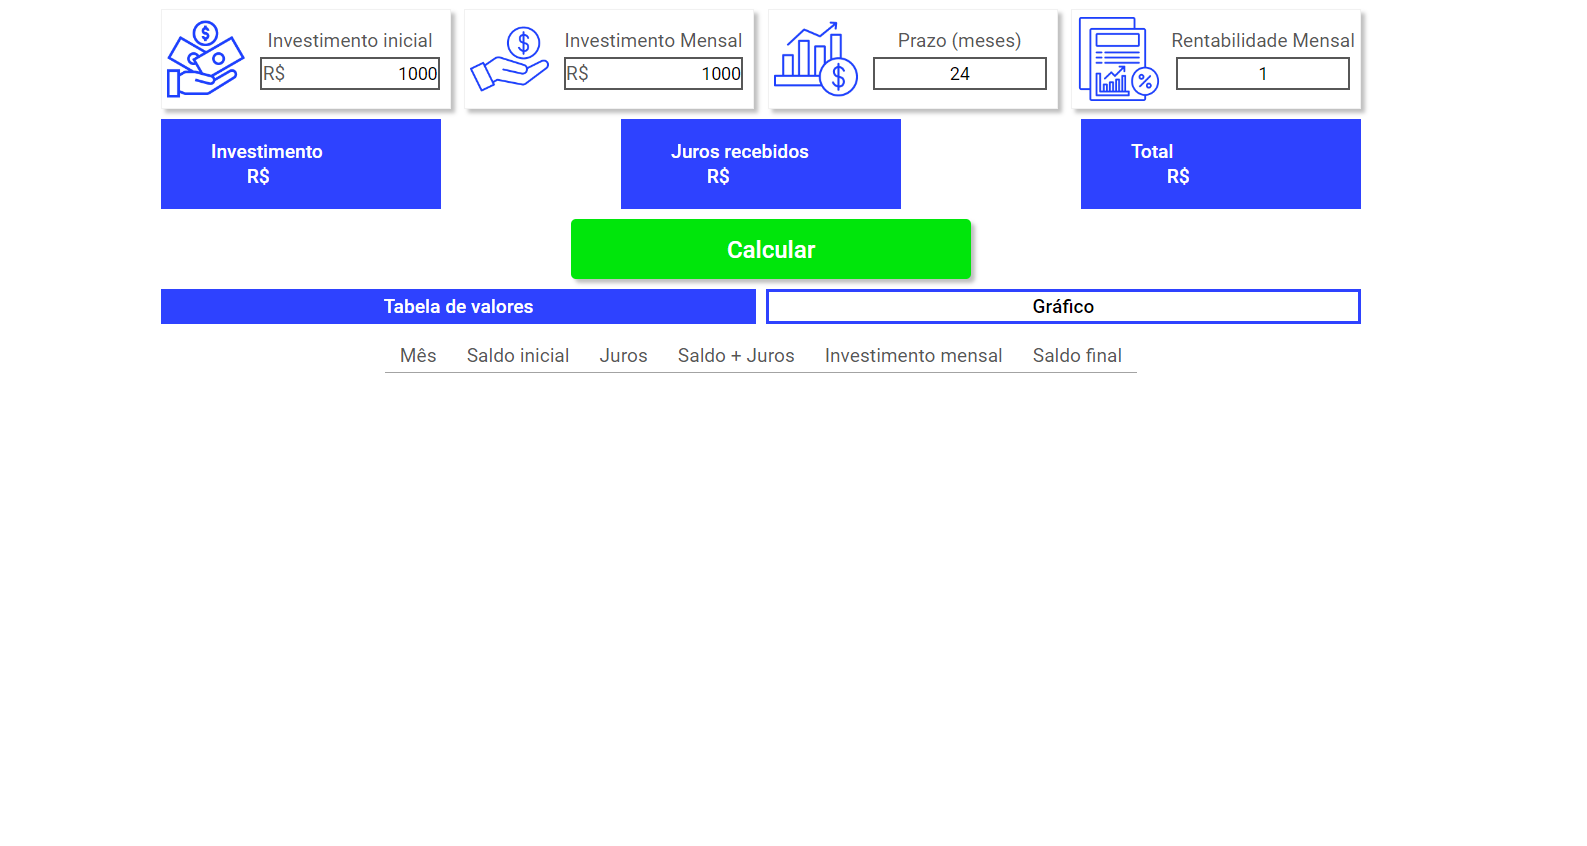 Investimento inicial
R$ 1000
Investimento Mensal
R$ 1000
Prazo (meses)
24
Rentabilidade Mensal
1
Investimento
R$
Juros recebidos
R$
Total
R$
Calcular
Tabela de valores
Gráfico
Mês Saldo inicial Juros Saldo + Juros Investimento mensal Saldo final